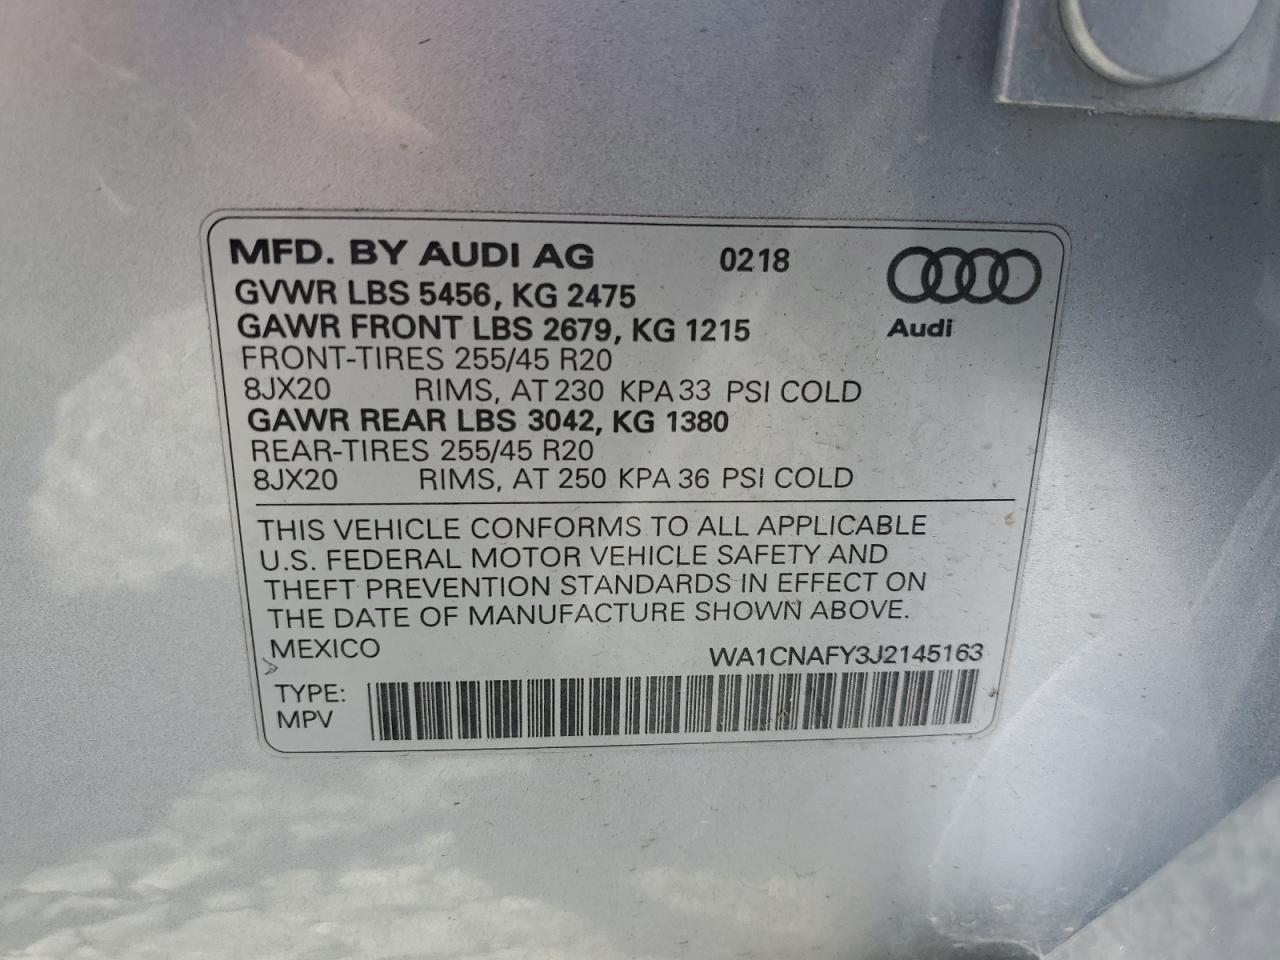 MFD. BY AUDI AG 0218
GVWR LBS 5456, KG 2475
GAWR FRONT LBS 2679, KG 1215
Audi
FRONT-TIRES 255/45 R20
8JX20 RIMS, AT 230 KPA 33 PSI COLD
GAWR REAR LBS 3042, KG 1380
REAR-TIRES 255/45 R20
8JX20 RIMS, AT 250 KPA 36 PSI COLD
THIS VEHICLE CONFORMS TO ALL APPLICABLE
U.S. FEDERAL MOTOR VEHICLE SAFETY AND
THEFT PREVENTION STANDARDS IN EFFECT ON
THE DATE OF MANUFACTURE SHOWN ABOVE.
MEXICO WA1CNAFY3J2145163
TYPE:
MPV